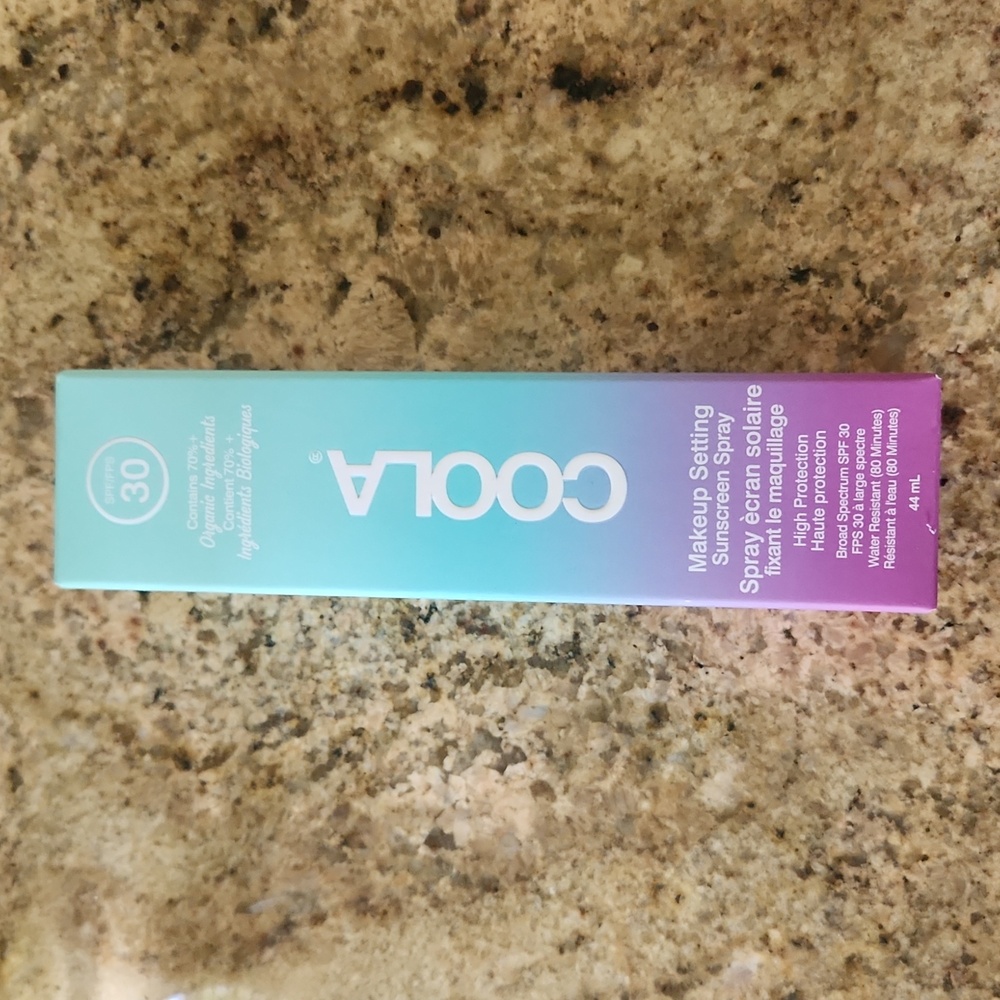 SPF/FPS
30
Contains 70%+
Organic Ingredients
Contient 70% +
Ingrédients Biologiques
COOLA®
Makeup Setting
Sunscreen Spray
Sprayècran solaire
fixant le maquillage
High Protection
Haute protection
Broad Spectrum SPF 30
FPS 30 à large spectre
Water Resistant (80 Minutes)
Résistant à l'eau (80 Minutes)
44 mL